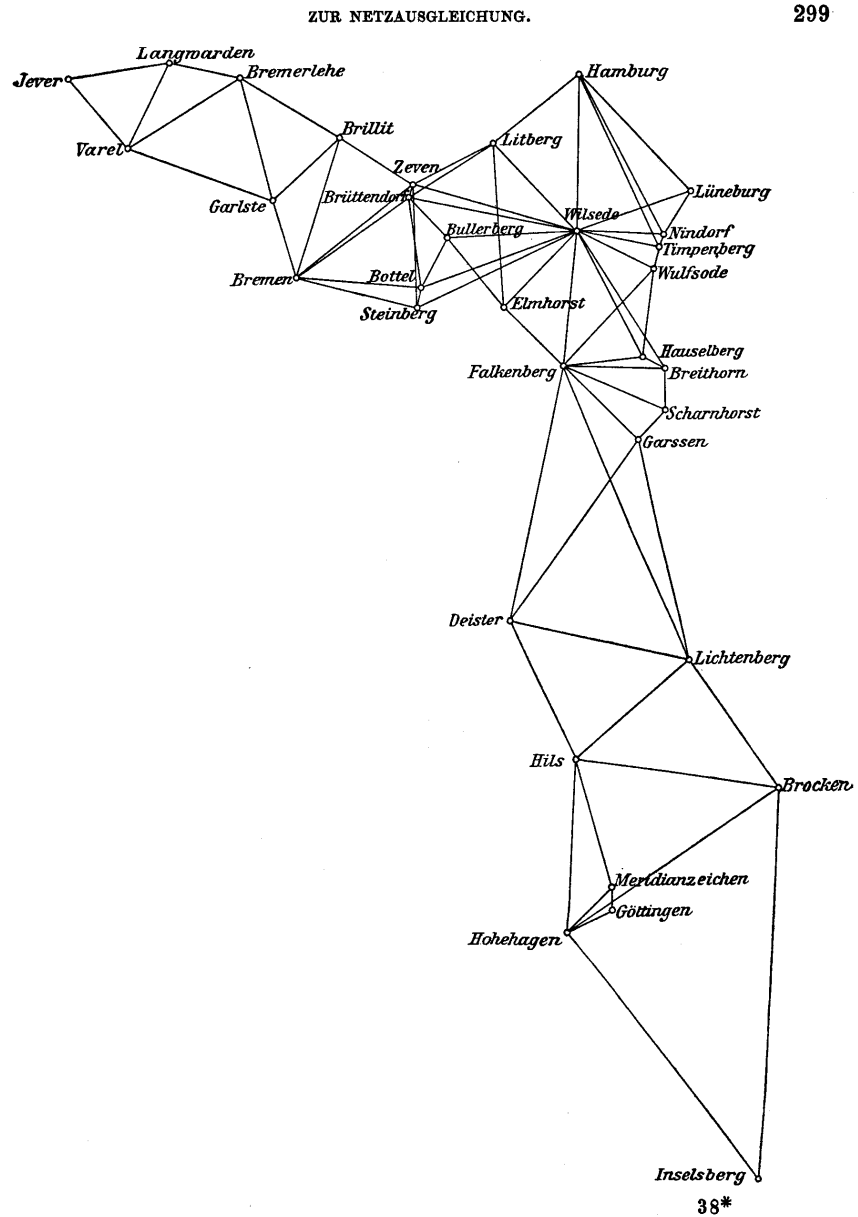 ZUR NETZAUSGLEICHUNG. 299
Langwarden
Jever
Bremerlehe
Hamburg
Brillit
Litberg
Varel
Zeven
Lüneburg
Garlste
Brüttendorf
Wilsede
Bullerberg
Nindorf
Timpenberg
Bremen
Bottel
Wulfsode
Steinberg
Elmhorst
Hauselberg
Falkenberg
Breithorn
Scharnhorst
Garssen
Deister
Lichtenberg
Hils
Brocken
Meridianzeichen
Göttingen
Hohehagen
Inselsberg
38*